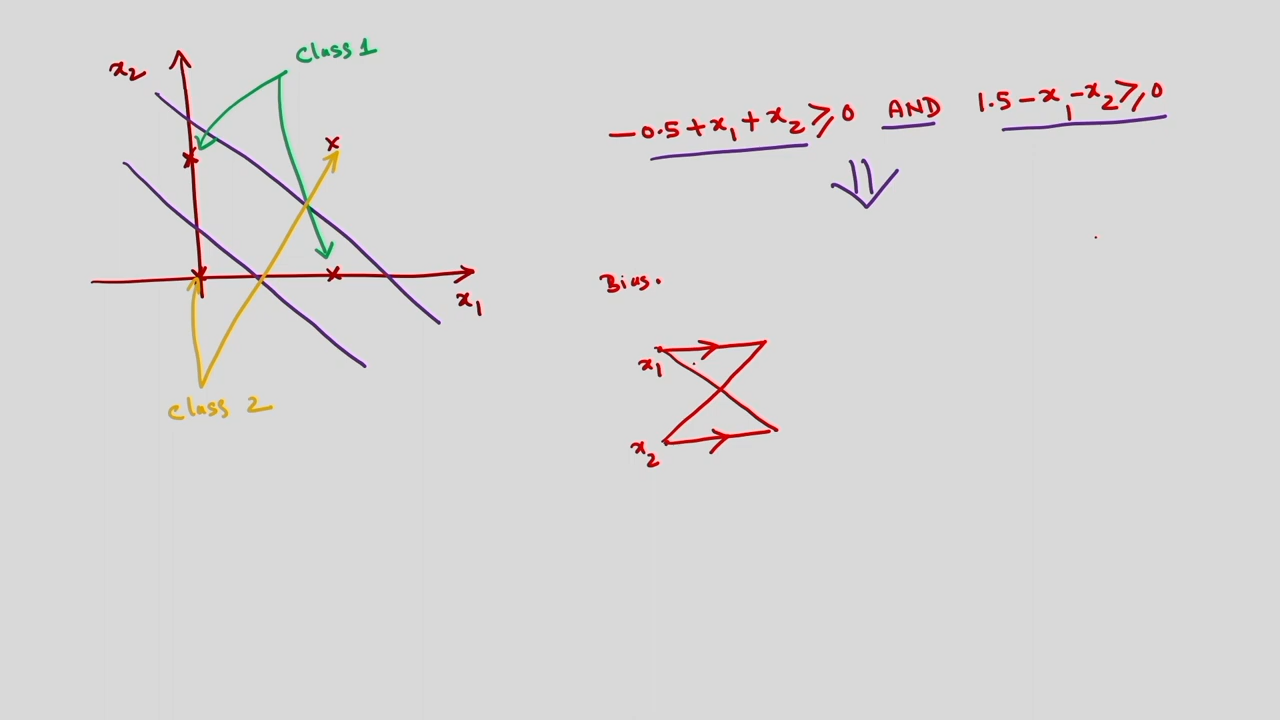 Class 1
x₂
x₁
Class 2
-0.5+x₁+x₂≥0 AND 1.5-x₁-x₂≥0
Bias.
x₁
x₂